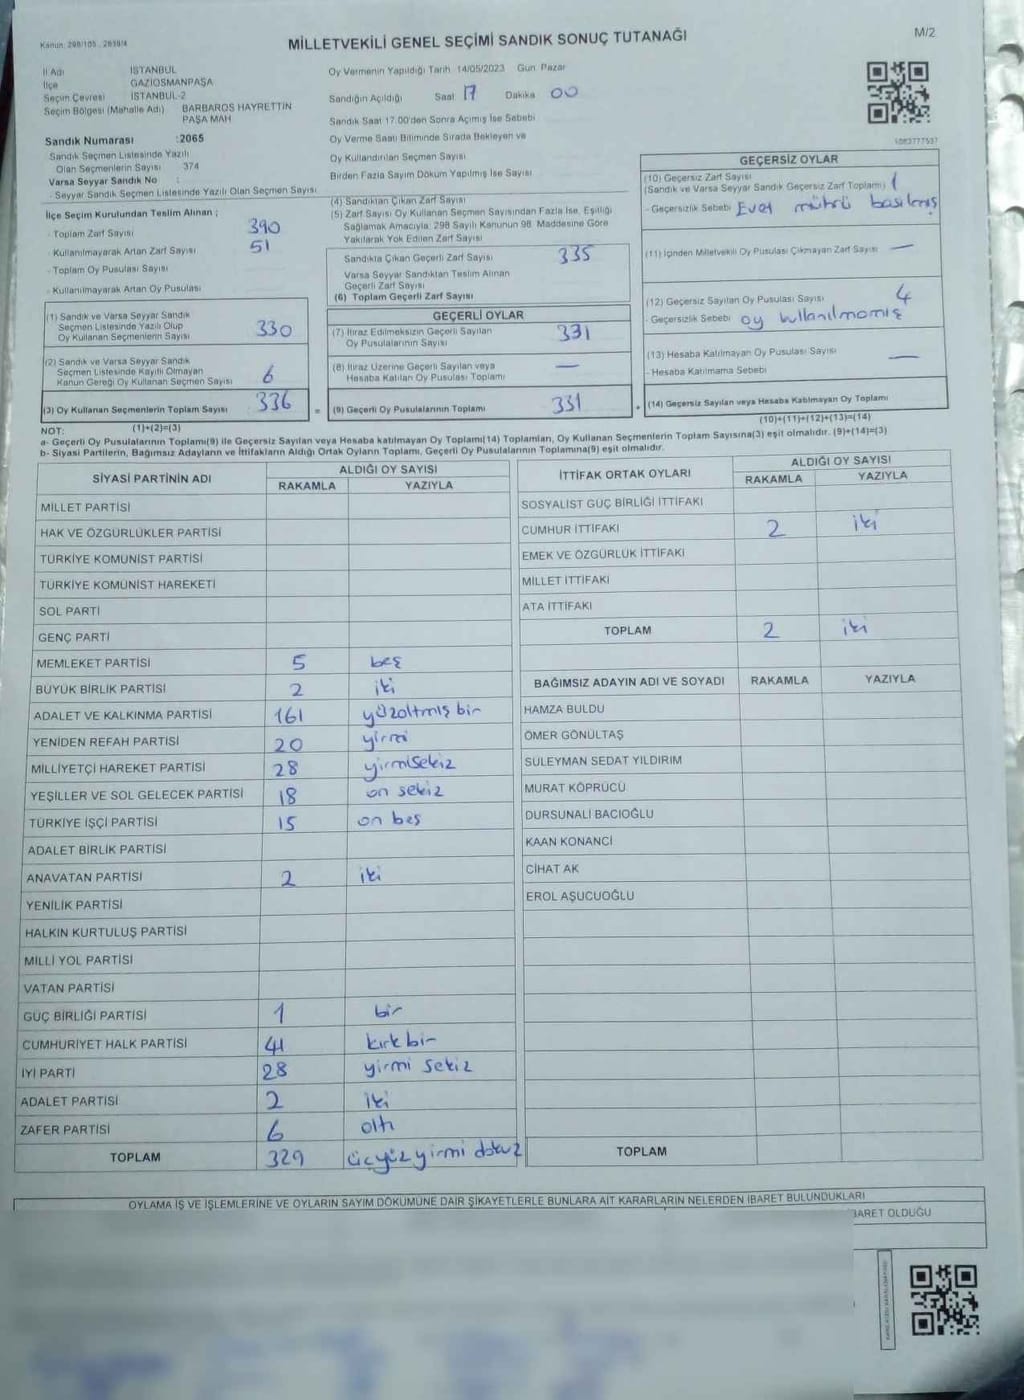 Kanun: 298/105 , 2839/4
MİLLETVEKİLİ GENEL SEÇİMİ SANDIK SONUÇ TUTANAĞI
M/2
İl Adı İSTANBUL
İlçe GAZİOSMANPAŞA
Seçim Çevresi İSTANBUL-2
Seçim Bölgesi (Mahalle Adı) BARBAROS HAYRETTİN PAŞA MAH
Sandık Numarası :2065
Sandık Seçmen Listesinde Yazılı
Olan Seçmenlerin Sayısı 374
Varsa Seyyar Sandık No :
- Seyyar Sandık Seçmen Listesinde Yazılı Olan Seçmen Sayısı
Oy Vermenin Yapıldığı Tarih 14/05/2023 Gün Pazar
Sandığın Açıldığı Saat 17 Dakika 00
Sandık Saat 17.00'den Sonra Açımış İse Sebebi
Oy Verme Saati Bitiminde Sırada Bekleyen ve
Oy Kullandırılan Seçmen Sayısı
Birden Fazla Sayım Döküm Yapılmış İse Sayısı
İlçe Seçim Kurulundan Teslim Alınan ;
- Toplam Zarf Sayısı 390
- Kullanılmayarak Artan Zarf Sayısı 51
- Toplam Oy Pusulası Sayısı
- Kullanılmayarak Artan Oy Pusulası
(1) Sandık ve Varsa Seyyar Sandık
Seçmen Listesinde Yazılı Olup
Oy Kullanan Seçmenlerin Sayısı 330
(2) Sandık ve Varsa Seyyar Sandık
Seçmen Listesinde Kayıtlı Olmayan
Kanun Gereği Oy Kullanan Seçmen Sayısı 6
(3) Oy Kullanan Seçmenlerin Toplam Sayısı 336 =
(1)+(2)=(3)
(4) Sandıktan Çıkan Zarf Sayısı
(5) Zarf Sayısı Oy Kullanan Seçmen Sayısından Fazla İse, Eşitliği
Sağlamak Amacıyla: 298 Sayılı Kanunun 98. Maddesine Göre
Yakılarak Yok Edilen Zarf Sayısı
Sandıkta Çıkan Geçerli Zarf Sayısı 335
Varsa Seyyar Sandıktan Teslim Alınan
Geçerli Zarf Sayısı
(6) Toplam Geçerli Zarf Sayısı
GEÇERLİ OYLAR
(7) İtiraz Edilmeksizin Geçerli Sayılan
Oy Pusulalarının Sayısı 331
(8) İtiraz Üzerine Geçerli Sayılan veya
Hesaba Katılan Oy Pusulası Toplamı —
(9) Geçerli Oy Pusulalarının Toplamı 331 +
GEÇERSİZ OYLAR
(10) Geçersiz Zarf Sayısı
(Sandık ve Varsa Seyyar Sandık Geçersiz Zarf Toplamı) 1
- Geçersizlik Sebebi Evet mührü basılmış
(11) İçinden Milletvekili Oy Pusulası Çıkmayan Zarf Sayısı —
(12) Geçersiz Sayılan Oy Pusulası Sayısı 4
- Geçersizlik Sebebi oy kullanılmamış
(13) Hesaba Katılmayan Oy Pusulası Sayısı —
- Hesaba Katılmama Sebebi
(14) Geçersiz Sayılan veya Hesaba Katılmayan Oy Toplamı
(10)+(11)+(12)+(13)=(14)
NOT:
a- Geçerli Oy Pusulalarının Toplamı(9) ile Geçersiz Sayılan veya Hesaba katılmayan Oy Toplamı(14) Toplamları, Oy Kullanan Seçmenlerin Toplam Sayısına(3) eşit olmalıdır. (9)+(14)=(3)
b- Siyasi Partilerin, Bağımsız Adayların ve İttifakların Aldığı Ortak Oyların Toplamı, Geçerli Oy Pusulalarının Toplamına(9) eşit olmalıdır.
SİYASİ PARTİNİN ADI ALDIĞI OY SAYISI
RAKAMLA YAZIYLA
MİLLET PARTİSİ
HAK VE ÖZGÜRLÜKLER PARTİSİ
TÜRKİYE KOMÜNİST PARTİSİ
TÜRKİYE KOMÜNİST HAREKETİ
SOL PARTİ
GENÇ PARTİ
MEMLEKET PARTİSİ 5 beş
BÜYÜK BİRLİK PARTİSİ 2 iki
ADALET VE KALKINMA PARTİSİ 161 yüzaltmış bir
YENİDEN REFAH PARTİSİ 20 yirmi
MİLLİYETÇİ HAREKET PARTİSİ 28 yirmisekiz
YEŞİLLER VE SOL GELECEK PARTİSİ 18 on sekiz
TÜRKİYE İŞÇİ PARTİSİ 15 on beş
ADALET BİRLİK PARTİSİ
ANAVATAN PARTİSİ 2 iki
YENİLİK PARTİSİ
HALKIN KURTULUŞ PARTİSİ
MİLLİ YOL PARTİSİ
VATAN PARTİSİ
GÜÇ BİRLİĞİ PARTİSİ 1 bir
CUMHURİYET HALK PARTİSİ 41 kırkbir
İYİ PARTİ 28 yirmi sekiz
ADALET PARTİSİ 2 iki
ZAFER PARTİSİ 6 altı
TOPLAM 329 üçyüz yirmi dokuz
İTTİFAK ORTAK OYLARI ALDIĞI OY SAYISI
RAKAMLA YAZIYLA
SOSYALİST GÜÇ BİRLİĞİ İTTİFAKI
CUMHUR İTTİFAKI 2 iki
EMEK VE ÖZGÜRLÜK İTTİFAKI
MİLLET İTTİFAKI
ATA İTTİFAKI
TOPLAM 2 iki
BAĞIMSIZ ADAYIN ADI VE SOYADI RAKAMLA YAZIYLA
HAMZA BULDU
ÖMER GÖNÜLTAŞ
SÜLEYMAN SEDAT YILDIRIM
MURAT KÖPRÜCÜ
DURSUNALİ BACIOĞLU
KAAN KONANCİ
CİHAT AK
EROL AŞUCUOĞLU
TOPLAM
OYLAMA İŞ VE İŞLEMLERİNE VE OYLARIN SAYIM DÖKÜMÜNE DAİR ŞİKAYETLERLE BUNLARA AİT KARARLARIN NELERDEN İBARET BULUNDUKLARI
BARET OLDUĞU